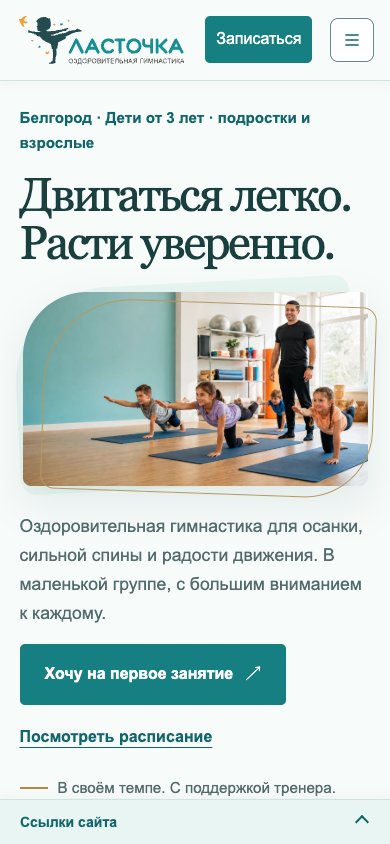 ЛАСТОЧКА
ОЗДОРОВИТЕЛЬНАЯ ГИМНАСТИКА
Записаться
Белгород · Дети от 3 лет · подростки и
взрослые
Двигаться легко.
Расти уверенно.
Оздоровительная гимнастика для осанки,
сильной спины и радости движения. В
маленькой группе, с большим вниманием
к каждому.
Хочу на первое занятие ↗
Посмотреть расписание
В своём темпе. С поддержкой тренера.
Ссылки сайта